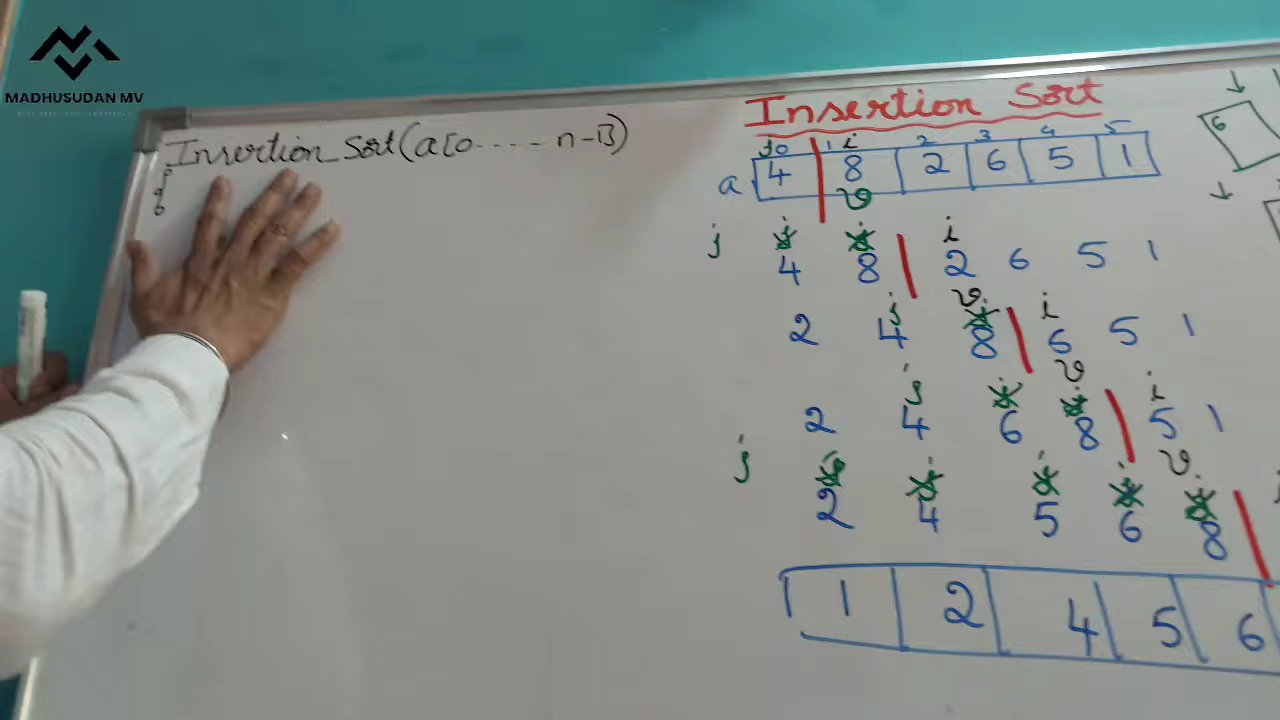 MADHUSUDAN MV
Insertion_Sort(a[0.....n-1])
{
Insertion Sort
j0 1 i 2 3 4 5
a 4 8 2 6 5 1
v
j j j i
4 8 2 6 5 1
j v j i
2 4 8 6 5 1
j j v j i
2 4 6 8 5 1
j j j j j v j
2 4 5 6 8
1 2 4 5 6
6